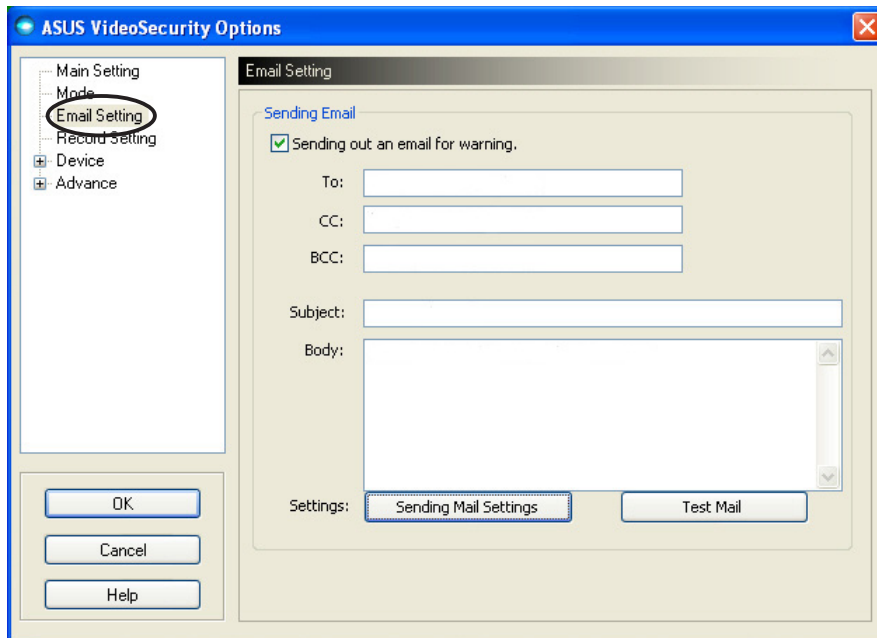 ASUS VideoSecurity Options
Main Setting
Mode
Email Setting
Record Setting
Device
Advance
OK
Cancel
Help
Email Setting
Sending Email
Sending out an email for warning.
To:
CC:
BCC:
Subject:
Body:
Settings: Sending Mail Settings Test Mail